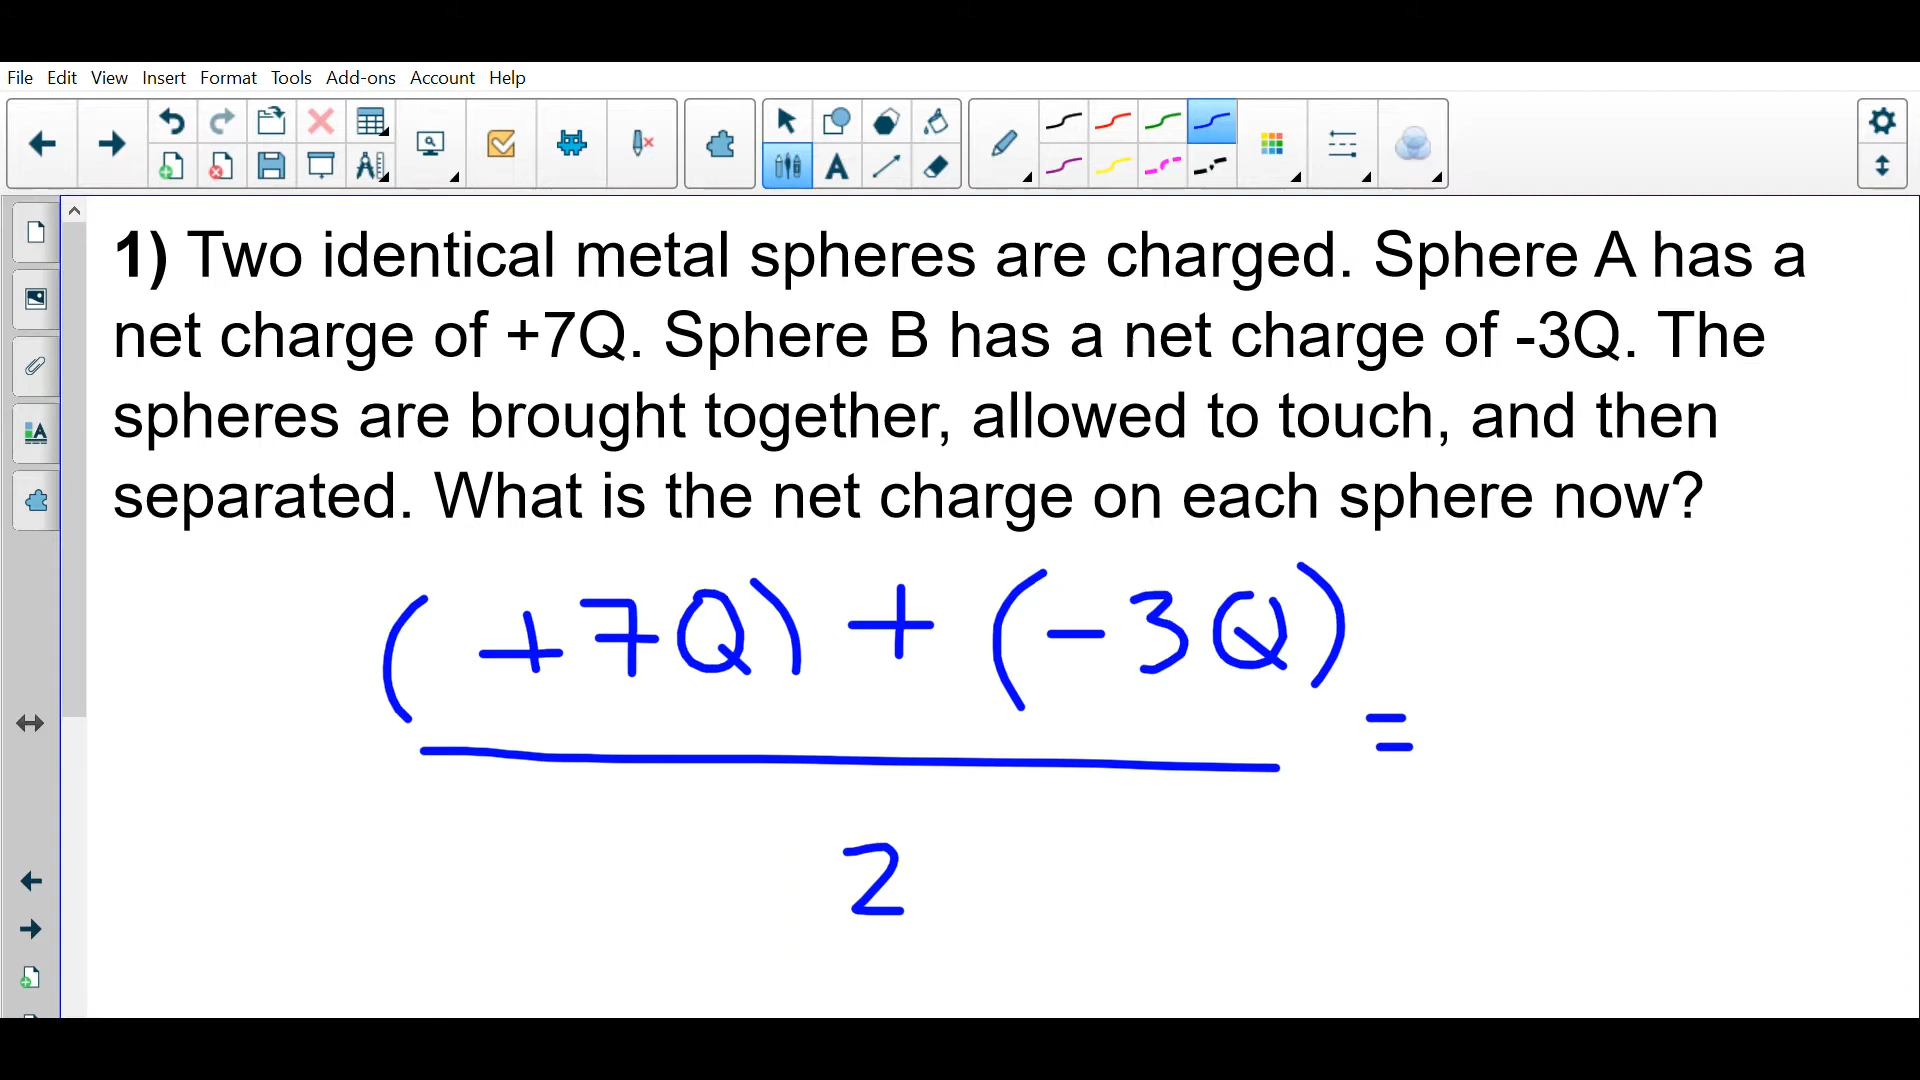 File Edit View Insert Format Tools Add-ons Account Help
1) Two identical metal spheres are charged. Sphere A has a
net charge of +7Q. Sphere B has a net charge of -3Q. The
spheres are brought together, allowed to touch, and then
separated. What is the net charge on each sphere now?
(+7Q) + (-3Q)
=
2